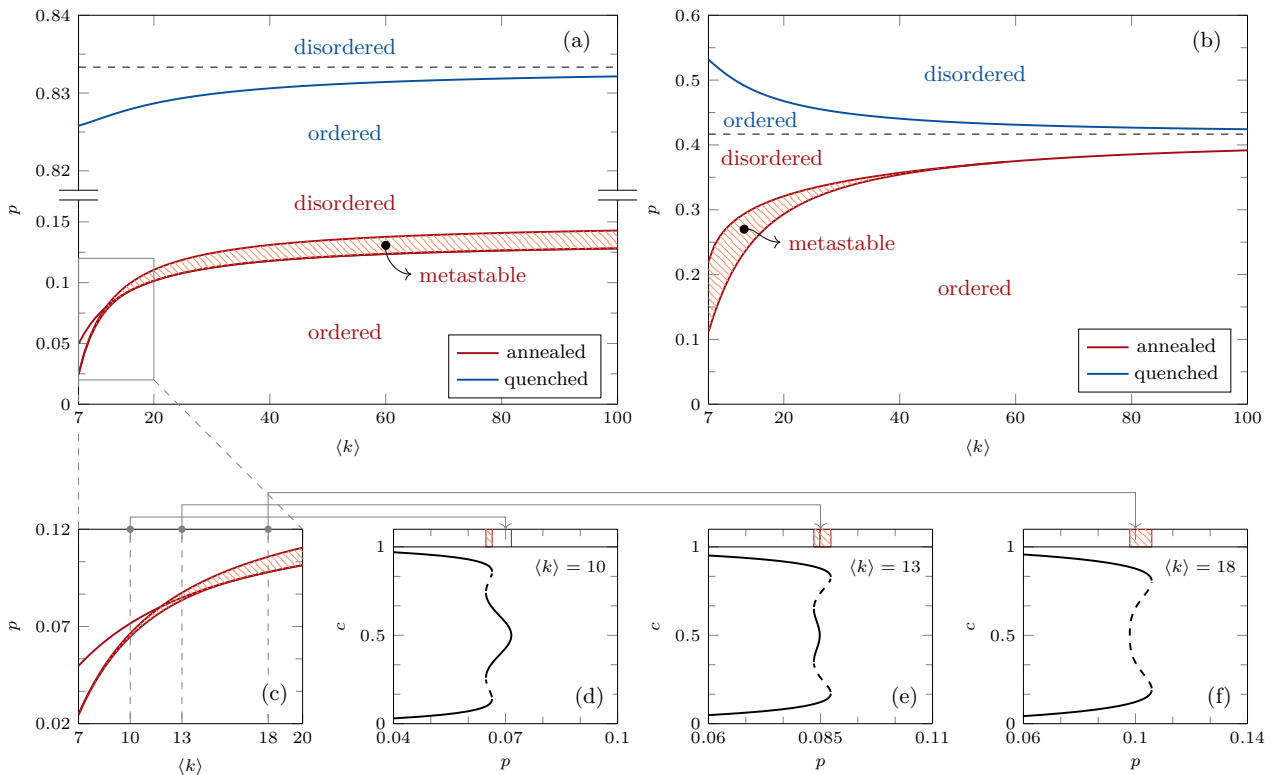 (a)
0.84
0.83
0.82
0.15
0.1
0.05
0
p
disordered
ordered
disordered
metastable
ordered
annealed
quenched
7 20 40 60 80 100
⟨k⟩
(b)
0.6
0.5
0.4
0.3
0.2
0.1
0
p
disordered
ordered
disordered
metastable
ordered
annealed
quenched
7 20 40 60 80 100
⟨k⟩
0.12
0.07
0.02
p
(c)
7 10 13 18 20
⟨k⟩
1
0.5
0
c
⟨k⟩ = 10
(d)
0.04 0.07 0.1
p
1
0.5
0
c
⟨k⟩ = 13
(e)
0.06 0.085 0.11
p
1
0.5
0
c
⟨k⟩ = 18
(f)
0.06 0.1 0.14
p